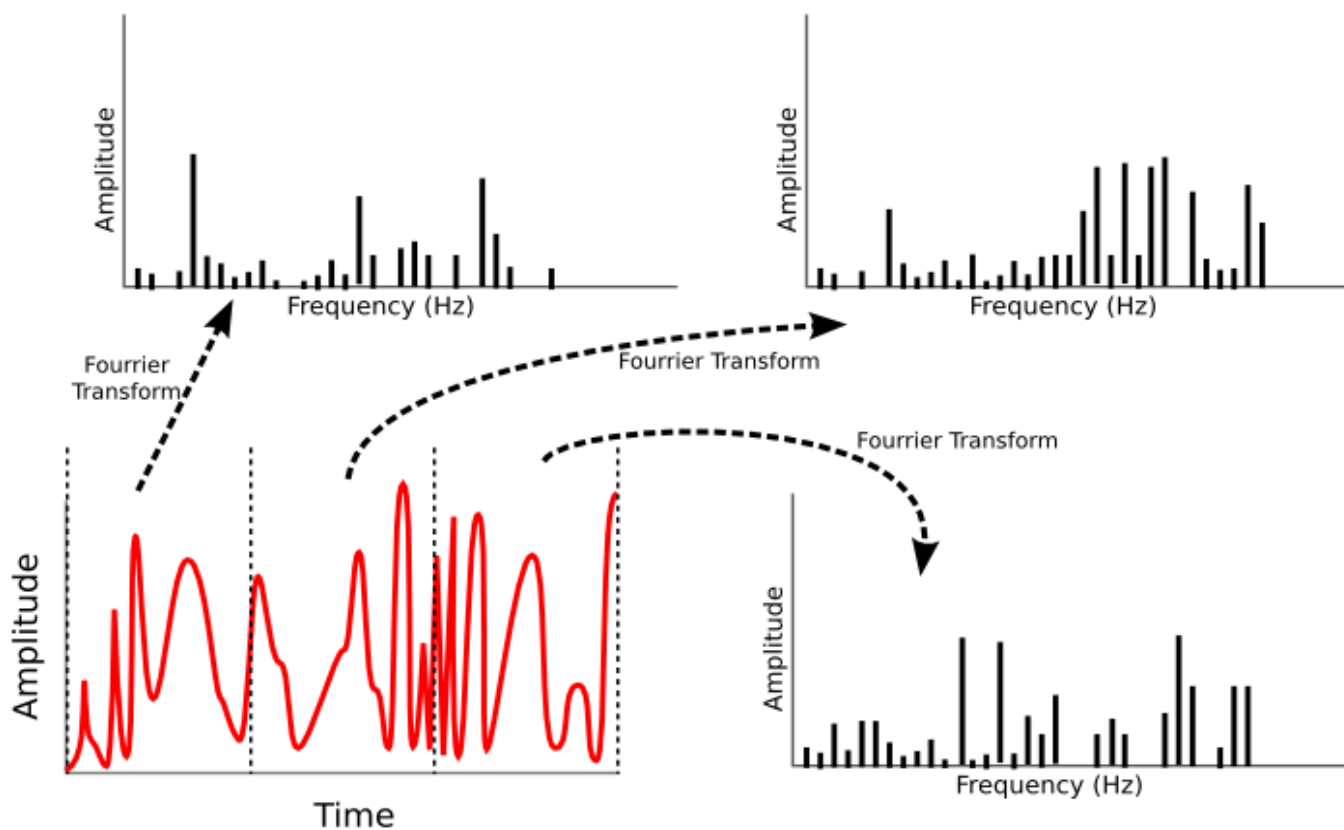 Amplitude
Frequency (Hz)
Amplitude
Frequency (Hz)
Fourrier
Transform
Fourrier Transform
Fourrier Transform
Amplitude
Time
Amplitude
Frequency (Hz)